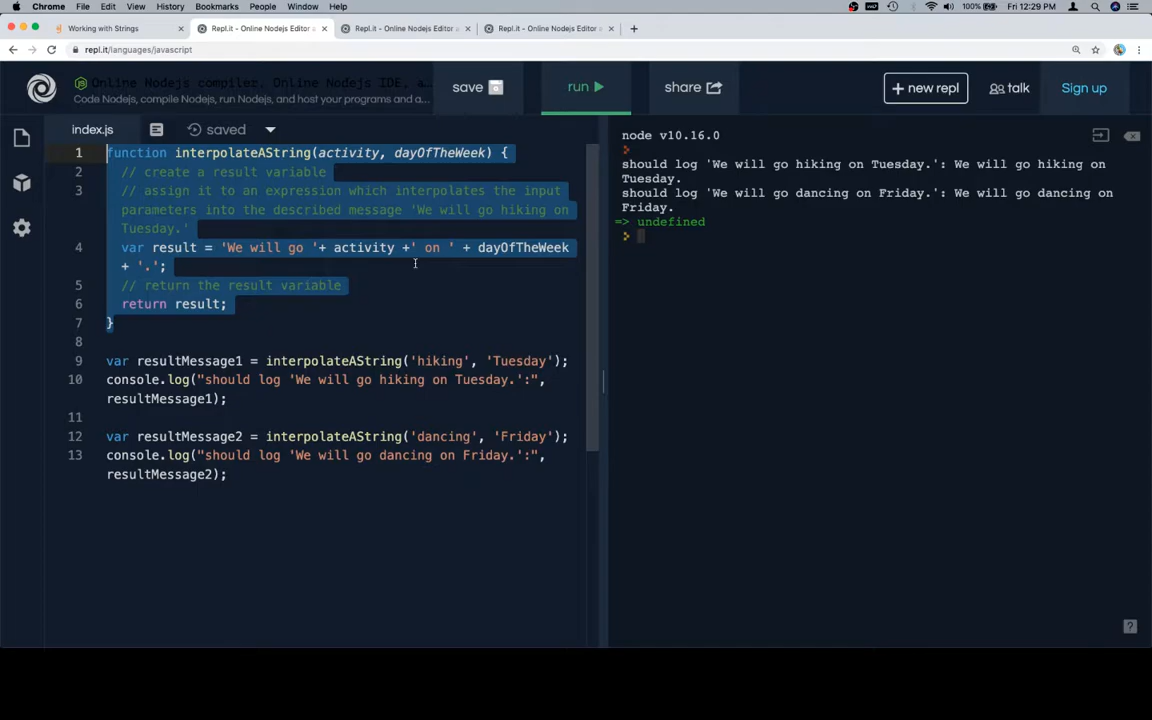 Chrome File Edit View History Bookmarks People Window Help 100% Fri 12:29 PM
Working with Strings × Repl.it - Online Nodejs Editor a × Repl.it - Online Nodejs Editor a × Repl.it - Online Nodejs Editor a × +
repl.it/languages/javascript
Online Nodejs compiler, Online Nodejs IDE, a...
Code Nodejs, compile Nodejs, run Nodejs, and host your programs and a...
save run share + new repl talk Sign up
index.js saved
1 function interpolateAString(activity, dayOfTheWeek) {
2 // create a result variable
3 // assign it to an expression which interpolates the input
parameters into the described message 'We will go hiking on
Tuesday.'
4 var result = 'We will go '+ activity +' on ' + dayOfTheWeek
+ '.';
5 // return the result variable
6 return result;
7 }
8
9 var resultMessage1 = interpolateAString('hiking', 'Tuesday');
10 console.log("should log 'We will go hiking on Tuesday.':",
resultMessage1);
11
12 var resultMessage2 = interpolateAString('dancing', 'Friday');
13 console.log("should log 'We will go dancing on Friday.':",
resultMessage2);
node v10.16.0
should log 'We will go hiking on Tuesday.': We will go hiking on
Tuesday.
should log 'We will go dancing on Friday.': We will go dancing on
Friday.
=> undefined
>
?